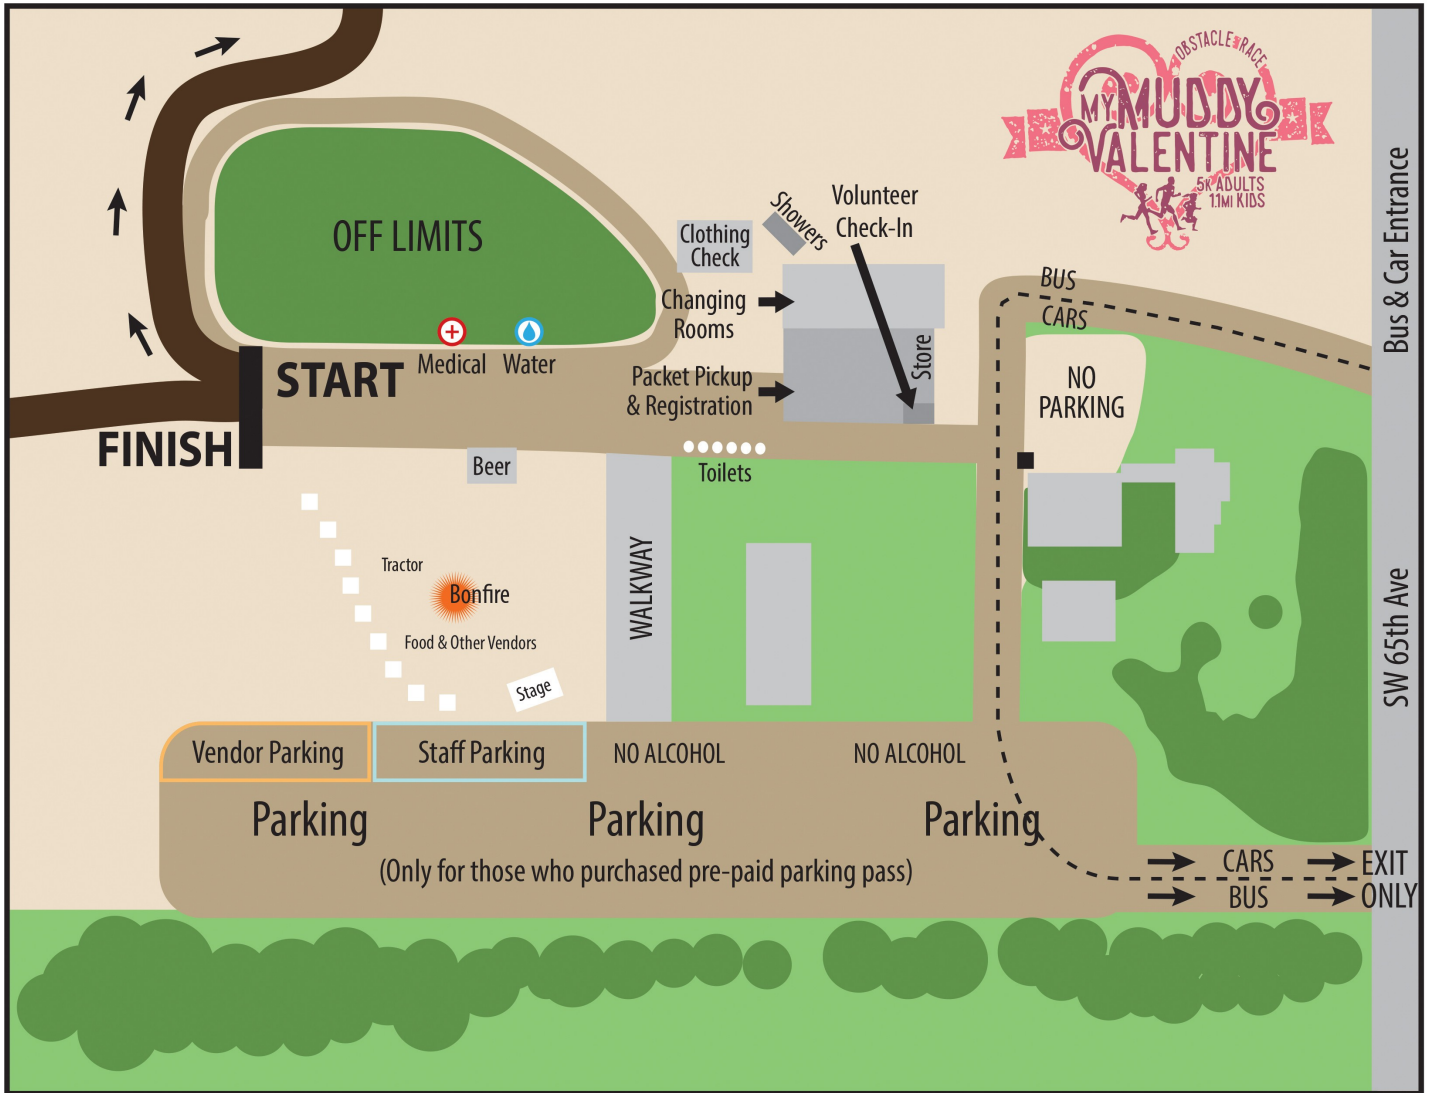 OBSTACLE RACE
MY MUDDY
VALENTINE
5K ADULTS
1.1MI KIDS
Bus & Car Entrance
SW 65th Ave
OFF LIMITS
Clothing
Check
Showers
Volunteer
Check-In
Changing
Rooms
Store
Packet Pickup
& Registration
BUS
CARS
NO
PARKING
Medical
Water
START
FINISH
Beer
Toilets
WALKWAY
Tractor
Bonfire
Food & Other Vendors
Stage
Vendor Parking
Staff Parking
NO ALCOHOL
NO ALCOHOL
Parking
Parking
Parking
(Only for those who purchased pre-paid parking pass)
CARS
EXIT
BUS
ONLY